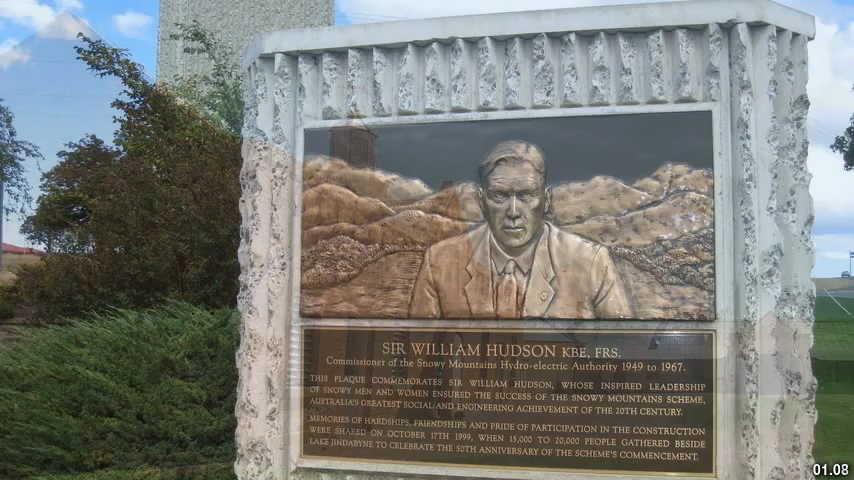 SIR WILLIAM HUDSON KBE, FRS.
Commissioner of the Snowy Mountains Hydro-electric Authority 1949 to 1967.
THIS PLAQUE COMMEMORATES SIR WILLIAM HUDSON, WHOSE INSPIRED LEADERSHIP
OF SNOWY MEN AND WOMEN ENSURED THE SUCCESS OF THE SNOWY MOUNTAINS SCHEME,
AUSTRALIA'S GREATEST SOCIAL AND ENGINEERING ACHIEVEMENT OF THE 20TH CENTURY.
MEMORIES OF HARDSHIPS, FRIENDSHIPS AND PRIDE OF PARTICIPATION IN THE CONSTRUCTION
WERE SHARED ON OCTOBER 17TH 1999, WHEN 15,000 TO 20,000 PEOPLE GATHERED BESIDE
LAKE JINDABYNE TO CELEBRATE THE 50TH ANNIVERSARY OF THE SCHEME'S COMMENCEMENT.
01.08